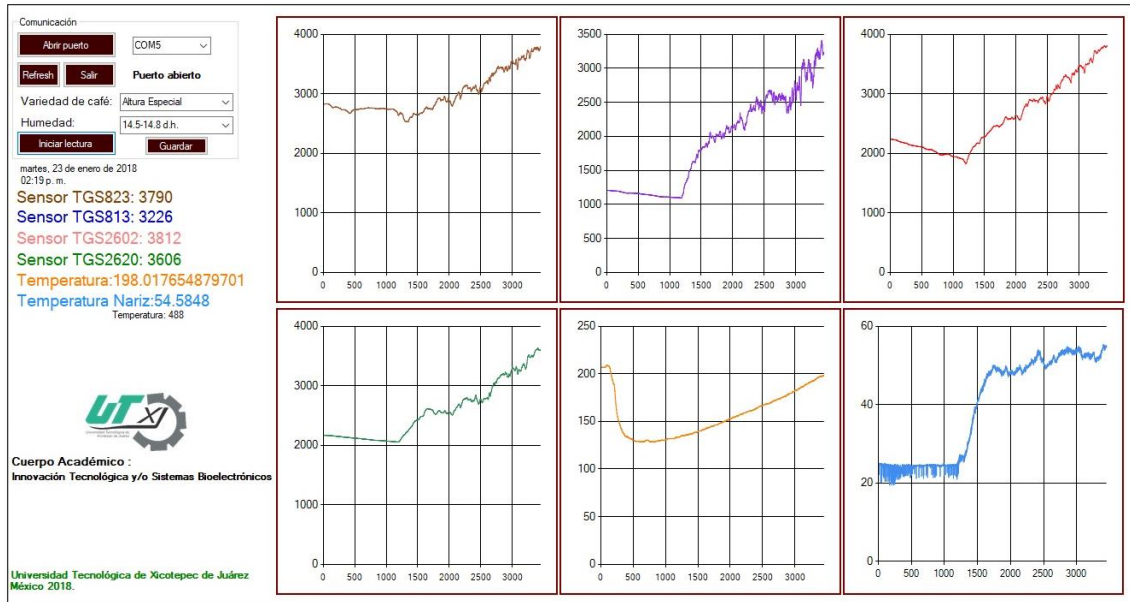 Comunicación
Abrir puerto COM5
Refresh Salir Puerto abierto
Variedad de café: Altura Especial
Humedad: 14.5-14.8 d.h.
Iniciar lectura Guardar
martes, 23 de enero de 2018
02:19 p. m.
Sensor TGS823: 3790
Sensor TGS813: 3226
Sensor TGS2602: 3812
Sensor TGS2620: 3606
Temperatura:198.017654879701
Temperatura Nariz:54.5848
Temperatura: 488
UTXJ
Cuerpo Académico :
Innovación Tecnológica y/o Sistemas Bioelectrónicos
Universidad Tecnológica de Xicotepec de Juárez
México 2018.
4000
3000
2000
1000
0
0 500 1000 1500 2000 2500 3000
3500
3000
2500
2000
1500
1000
500
0
0 500 1000 1500 2000 2500 3000
4000
3000
2000
1000
0
0 500 1000 1500 2000 2500 3000
4000
3000
2000
1000
0
0 500 1000 1500 2000 2500 3000
250
200
150
100
50
0
0 500 1000 1500 2000 2500 3000
60
40
20
0
0 500 1000 1500 2000 2500 3000